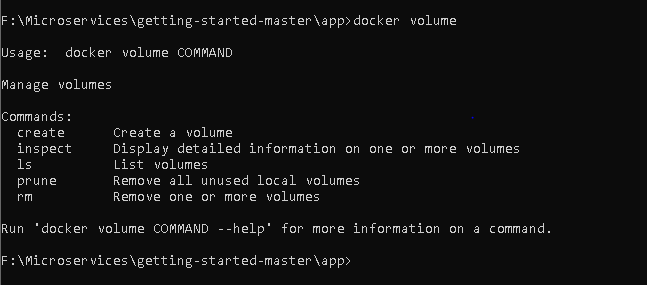 F:\Microservices\getting-started-master\app>docker volume
Usage:  docker volume COMMAND
Manage volumes
Commands:
  create      Create a volume
  inspect     Display detailed information on one or more volumes
  ls          List volumes
  prune       Remove all unused local volumes
  rm          Remove one or more volumes
Run 'docker volume COMMAND --help' for more information on a command.
F:\Microservices\getting-started-master\app>